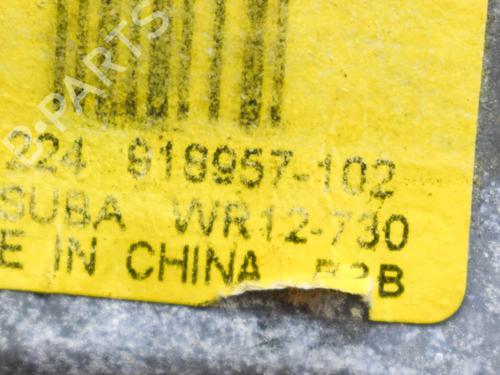 B-PARTS
224 918957-102
SUBA WR12-730
E IN CHINA